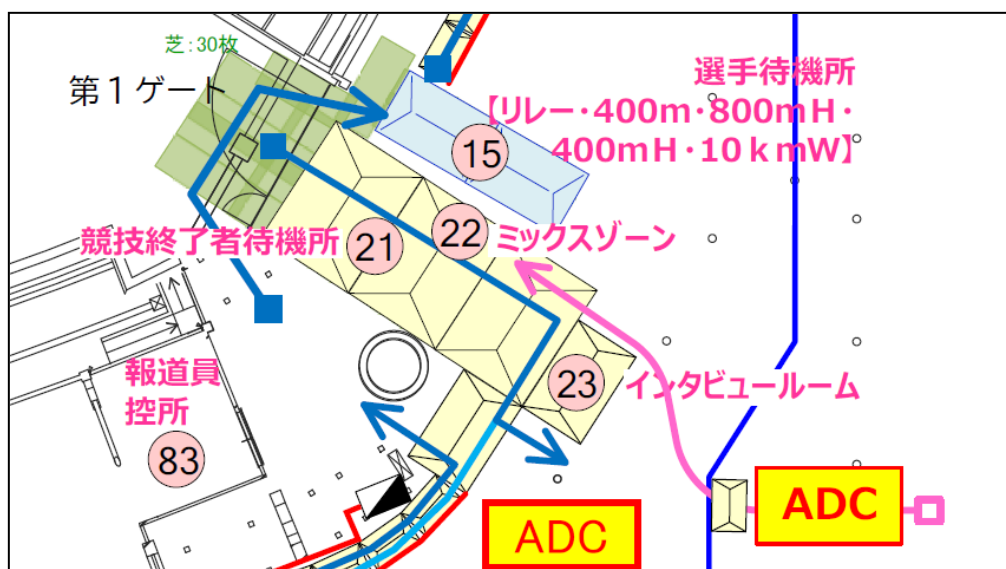 芝:30枚
第１ゲート
選手待機所
【リレー・400m・800mH・
400mH・10ｋmW】
15
22
ミックスゾーン
21
競技終了者待機所
23
インタビュールーム
報道員
控所
83
ADC
ADC